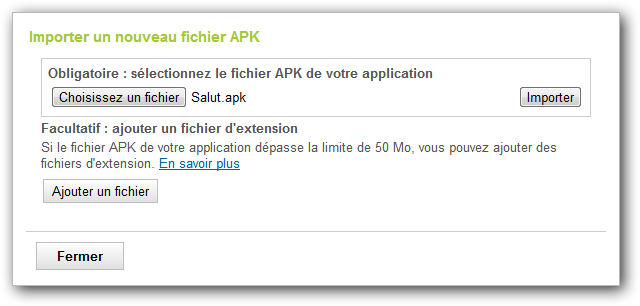 Importer un nouveau fichier APK
Obligatoire : sélectionnez le fichier APK de votre application
Choisissez un fichier Salut.apk Importer
Facultatif : ajouter un fichier d'extension
Si le fichier APK de votre application dépasse la limite de 50 Mo, vous pouvez ajouter des
fichiers d'extension. En savoir plus
Ajouter un fichier
Fermer